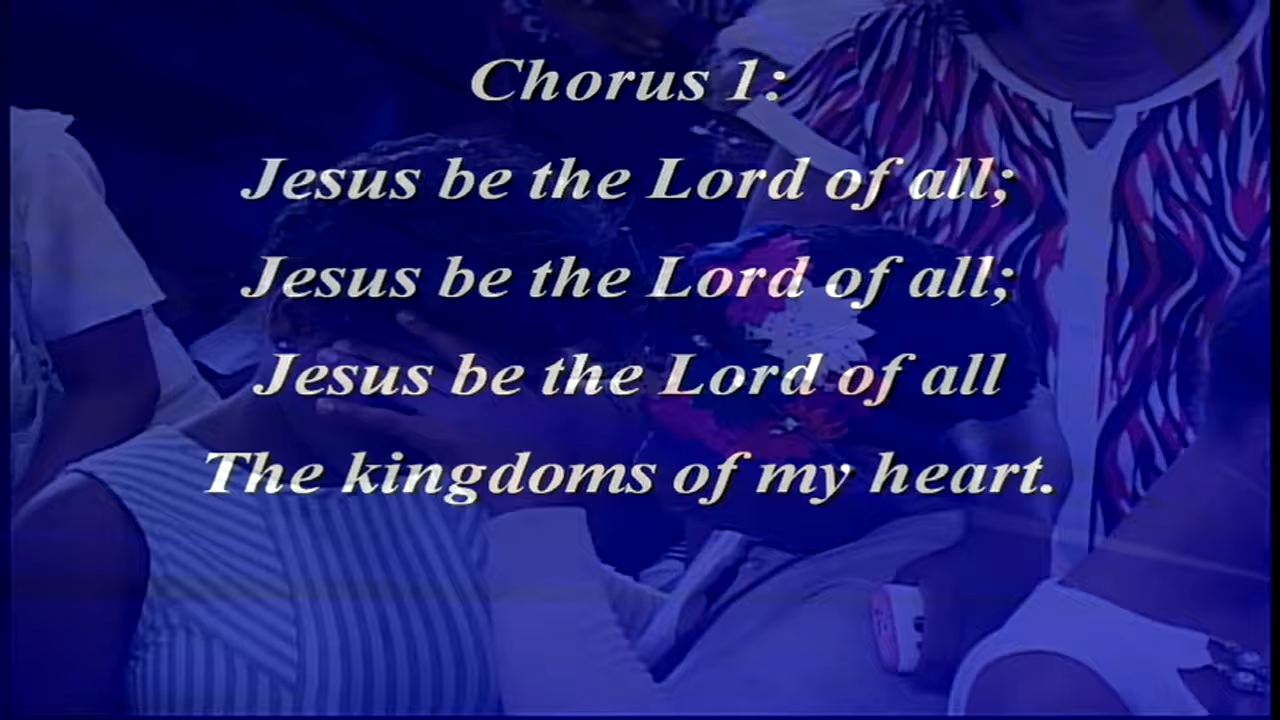 Chorus 1:
Jesus be the Lord of all;
Jesus be the Lord of all;
Jesus be the Lord of all
The kingdoms of my heart.